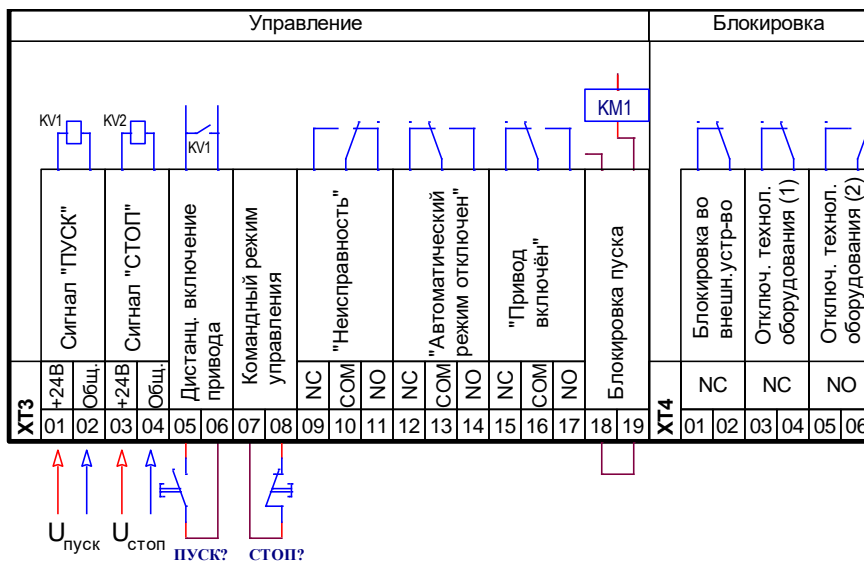 Управление
Блокировка
KV1
KV2
KV1
KM1
Сигнал "ПУСК"
Сигнал "СТОП"
Дистанц. включение
привода
Командный режим
управления
"Неисправность"
"Автоматический
режим отключен"
"Привод
включён"
Блокировка пуска
Блокировка во
внешн.устр-во
Отключ. технол.
оборудования (1)
Отключ. технол.
оборудования (2)
+24В
Общ.
+24В
Общ.
NC
COM
NO
NC
COM
NO
NC
COM
NO
NC
NC
NO
XT3
01 02 03 04 05 06 07 08 09 10 11 12 13 14 15 16 17 18 19
XT4
01 02 03 04 05 06
Uпуск
Uстоп
ПУСК?
СТОП?